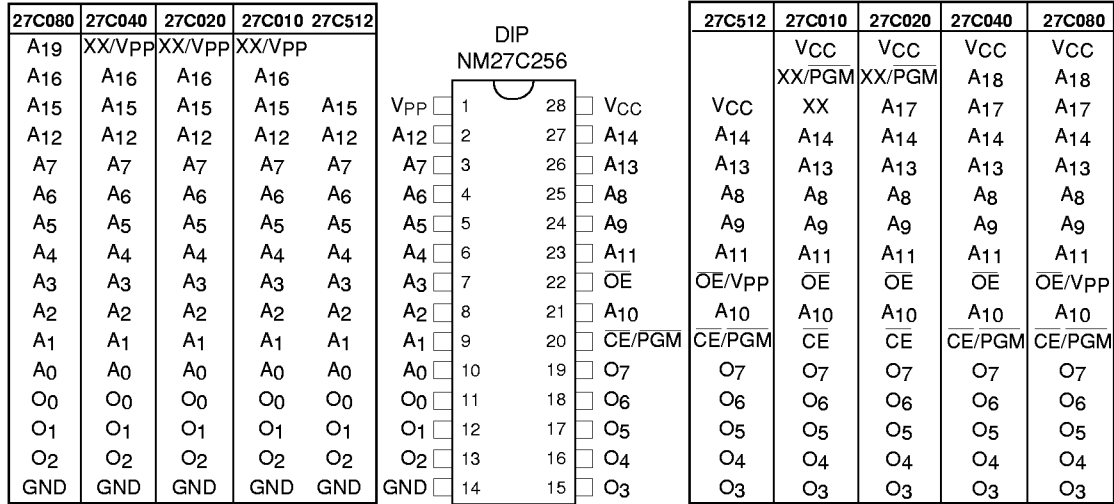 27C080 27C040 27C020 27C010 27C512 DIP 27C512 27C010 27C020 27C040 27C080
A19 XX/VPP XX/VPP XX/VPP NM27C256 VCC VCC VCC VCC
A16 A16 A16 A16 XX/PGM XX/PGM A18 A18
A15 A15 A15 A15 A15 VPP 1 28 VCC VCC XX A17 A17 A17
A12 A12 A12 A12 A12 A12 2 27 A14 A14 A14 A14 A14 A14
A7 A7 A7 A7 A7 A7 3 26 A13 A13 A13 A13 A13 A13
A6 A6 A6 A6 A6 A6 4 25 A8 A8 A8 A8 A8 A8
A5 A5 A5 A5 A5 A5 5 24 A9 A9 A9 A9 A9 A9
A4 A4 A4 A4 A4 A4 6 23 A11 A11 A11 A11 A11 A11
A3 A3 A3 A3 A3 A3 7 22 OE OE/VPP OE OE OE OE/VPP
A2 A2 A2 A2 A2 A2 8 21 A10 A10 A10 A10 A10 A10
A1 A1 A1 A1 A1 A1 9 20 CE/PGM CE/PGM CE CE CE/PGM CE/PGM
A0 A0 A0 A0 A0 A0 10 19 O7 O7 O7 O7 O7 O7
O0 O0 O0 O0 O0 O0 11 18 O6 O6 O6 O6 O6 O6
O1 O1 O1 O1 O1 O1 12 17 O5 O5 O5 O5 O5 O5
O2 O2 O2 O2 O2 O2 13 16 O4 O4 O4 O4 O4 O4
GND GND GND GND GND GND 14 15 O3 O3 O3 O3 O3 O3